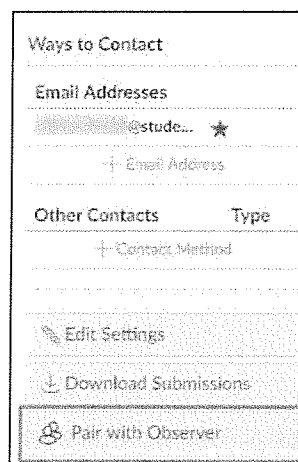 Ways to Contact
Email Addresses
@stude... ★
+ Email Address
Other Contacts Type
+ Contact Method
Edit Settings
Download Submissions
Pair with Observer